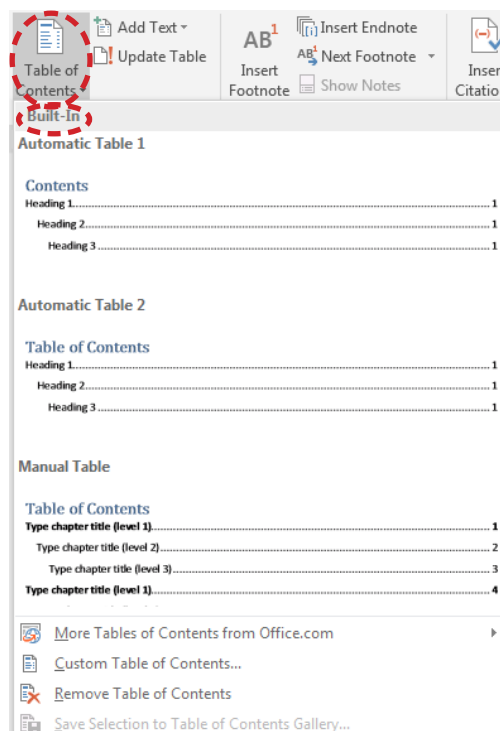 Table of
Contents
Add Text
Update Table
AB1
Insert
Footnote
Insert Endnote
AB1 Next Footnote
Show Notes
Built-In
Automatic Table 1
Contents
Heading 1........................................1
Heading 2........................................1
Heading 3........................................1
Automatic Table 2
Table of Contents
Heading 1........................................1
Heading 2........................................1
Heading 3........................................1
Manual Table
Table of Contents
Type chapter title (level 1)........................................1
Type chapter title (level 2)........................................2
Type chapter title (level 3)........................................3
Type chapter title (level 1)........................................4
More Tables of Contents from Office.com
Custom Table of Contents...
Remove Table of Contents
Save Selection to Table of Contents Gallery...